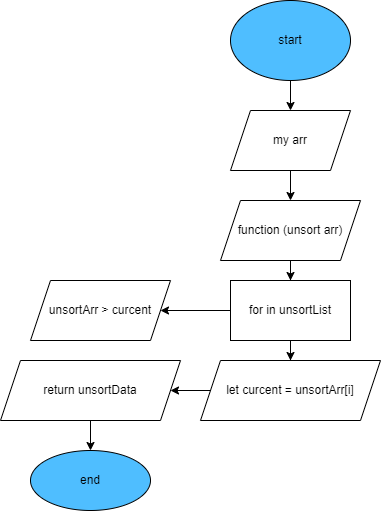 start
my arr
function (unsort arr)
unsortArr > curcent
for in unsortList
return unsortData
let curcent = unsortArr[i]
end